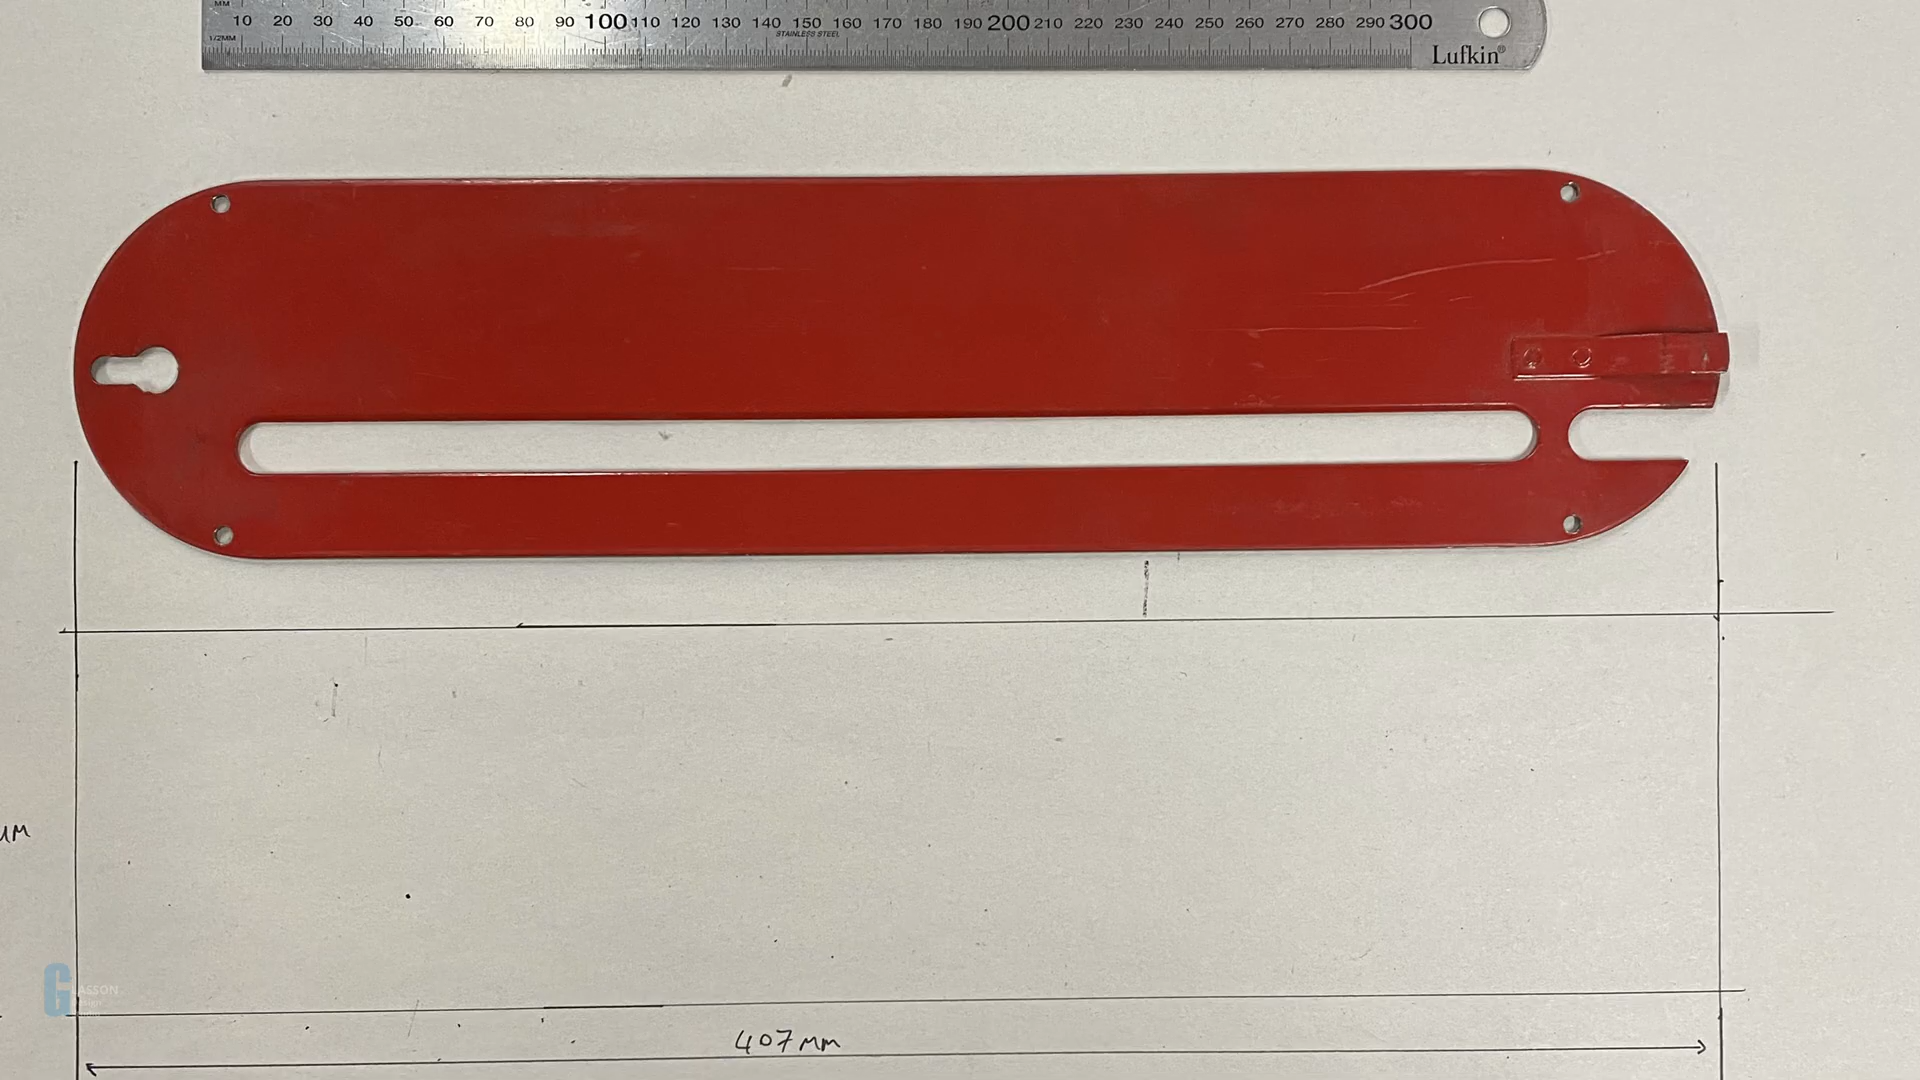 MM
10 20 30 40 50 60 70 80 90 100 110 120 130 140 150 160 170 180 190 200 210 220 230 240 250 260 270 280 290 300
STAINLESS STEEL
1/2MM
Lufkin®
GLASSON
407MM